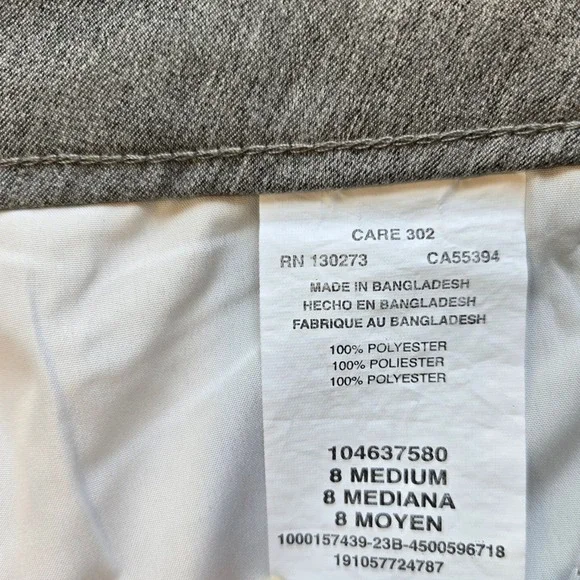 CARE 302
RN 130273 CA55394
MADE IN BANGLADESH
HECHO EN BANGLADESH
FABRIQUE AU BANGLADESH
100% POLYESTER
100% POLIESTER
100% POLYESTER
104637580
8 MEDIUM
8 MEDIANA
8 MOYEN
1000157439-23B-4500596718
191057724787